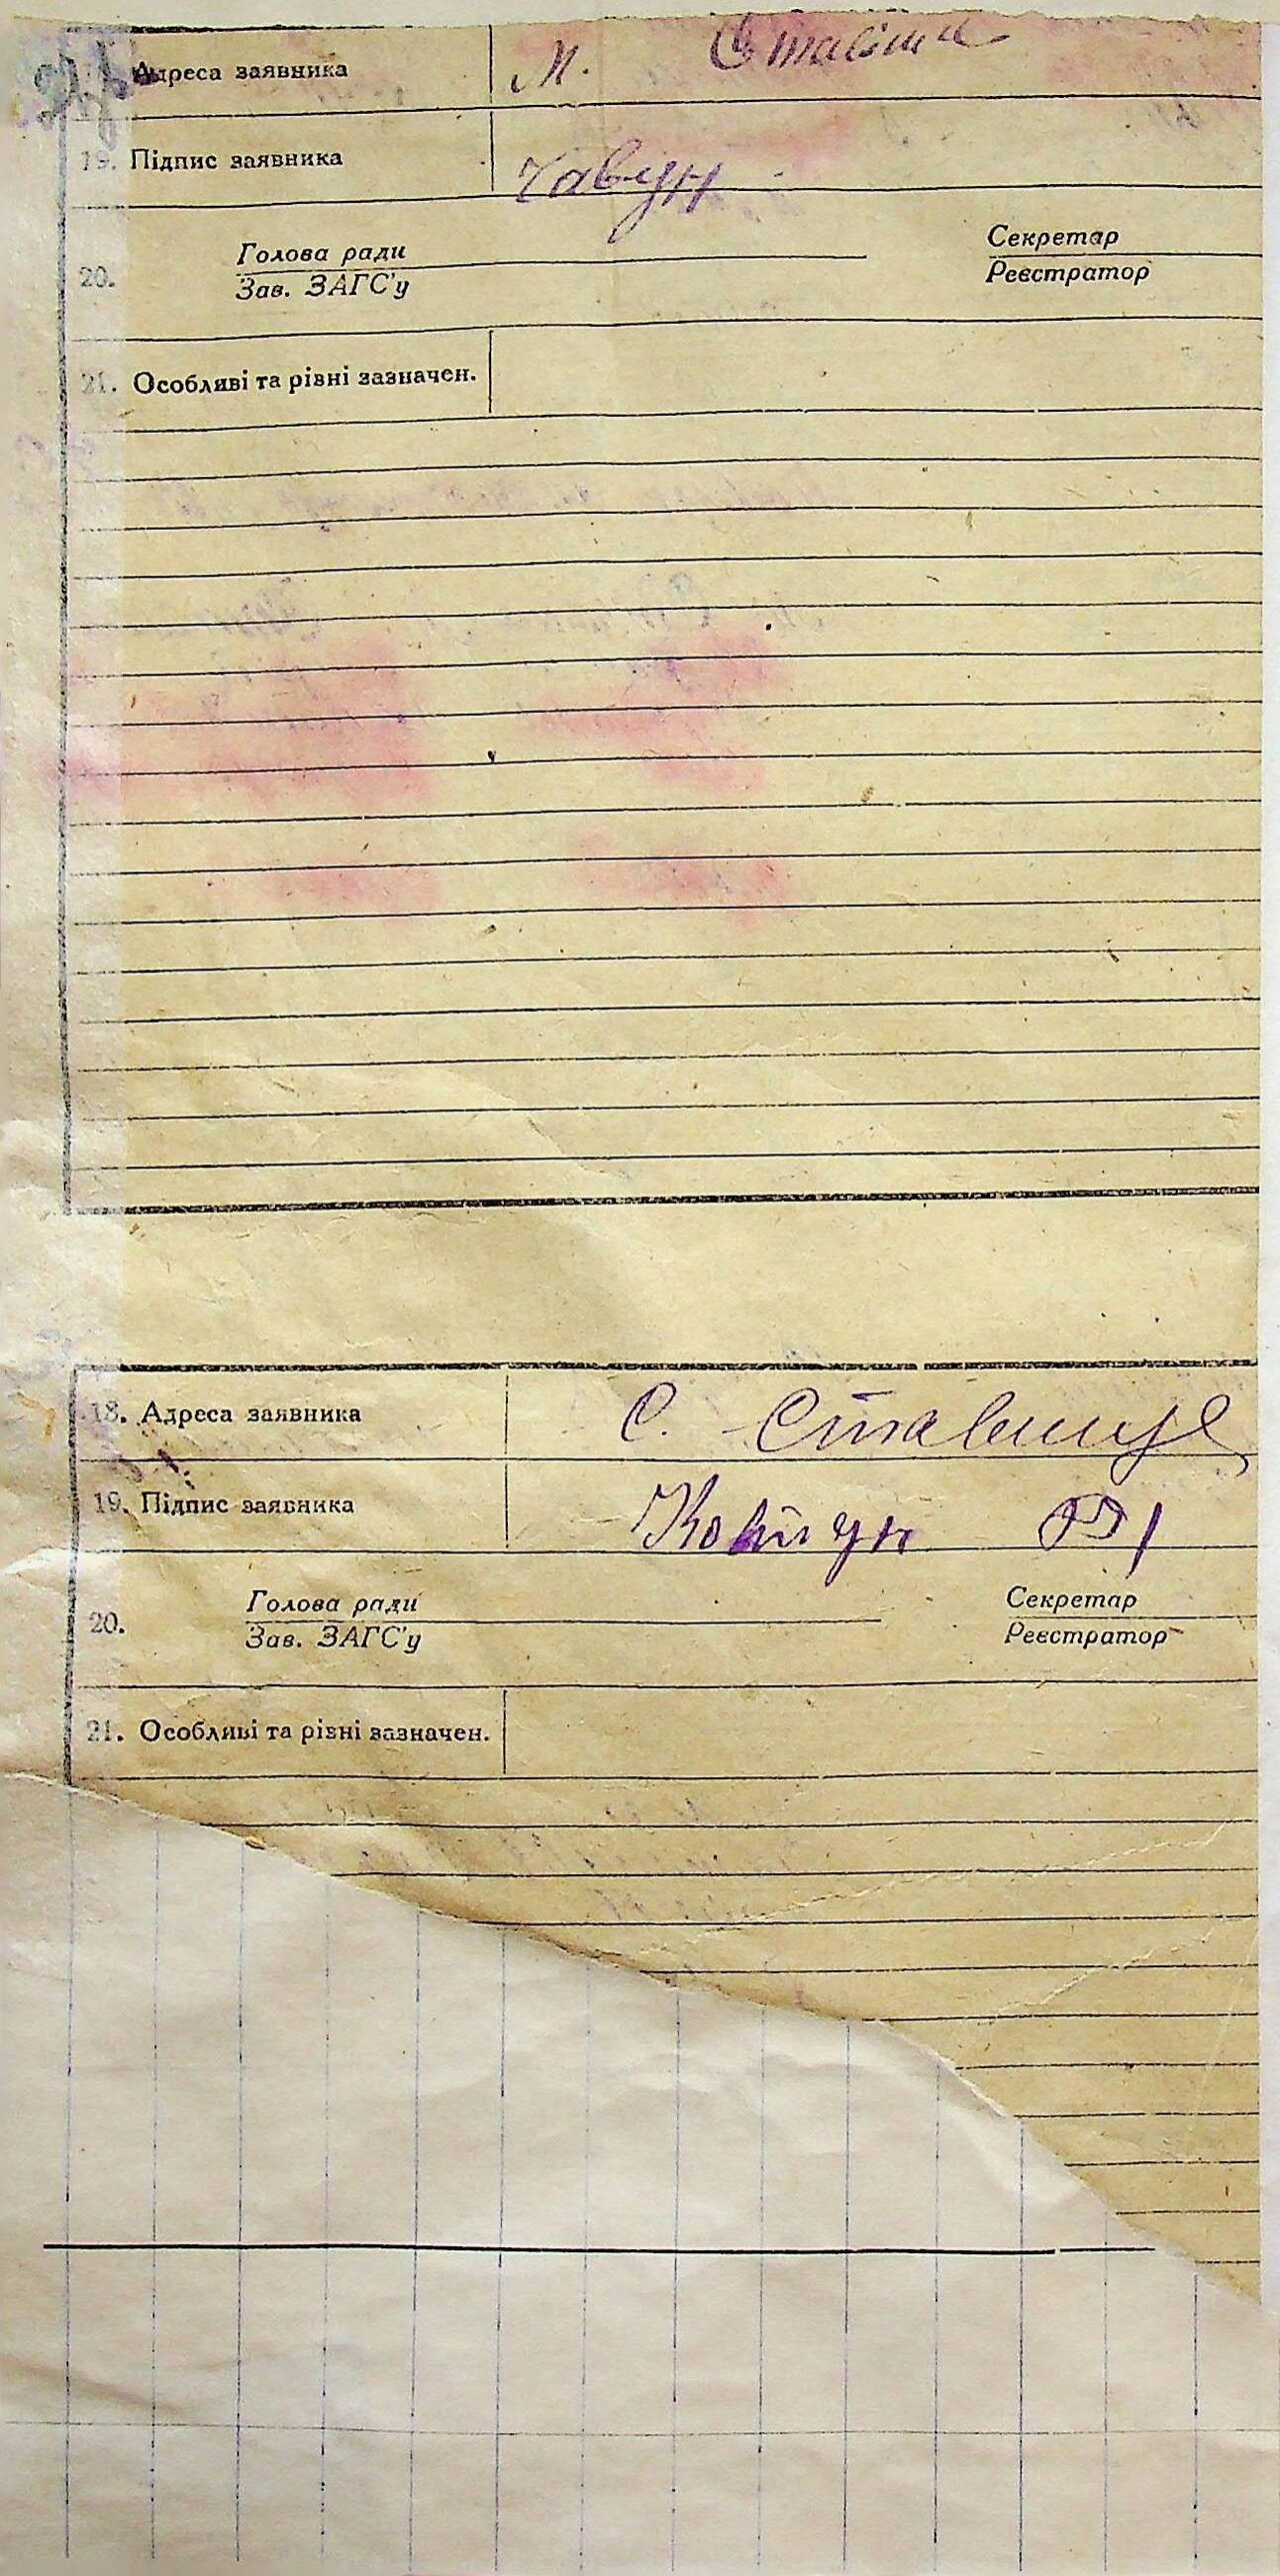 Адреса заявника м.
19. Підпис заявника Чавун
20. Голова ради Секретар
Зав. ЗАГС'у Реєстратор
21. Особливі та рівні зазначен.
18. Адреса заявника С. Ставище
19. Підпис заявника Ковтун
20. Голова ради Секретар
Зав. ЗАГС'у Реєстратор
21. Особливі та рівні зазначен.